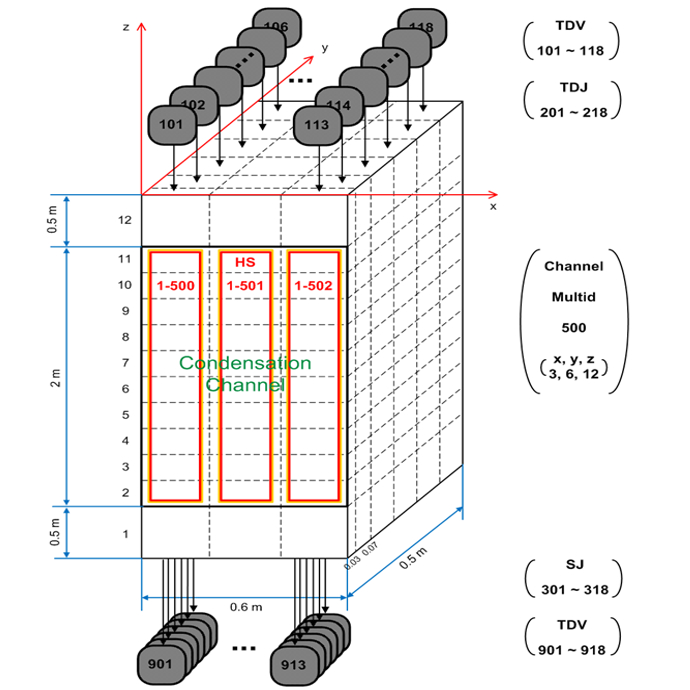 z
106
118
y
TDV
101 ~ 118
...
...
...
102
114
101
113
TDJ
201 ~ 218
x
0.5 m
12
11
HS
10
1-500
1-501
1-502
9
8
7
Condensation
Channel
6
5
4
3
2
2 m
Channel
Multid
500
x, y, z
3, 6, 12
0.5 m
1
0.03
0.07
0.5 m
0.6 m
SJ
301 ~ 318
TDV
901 ~ 918
901
...
913